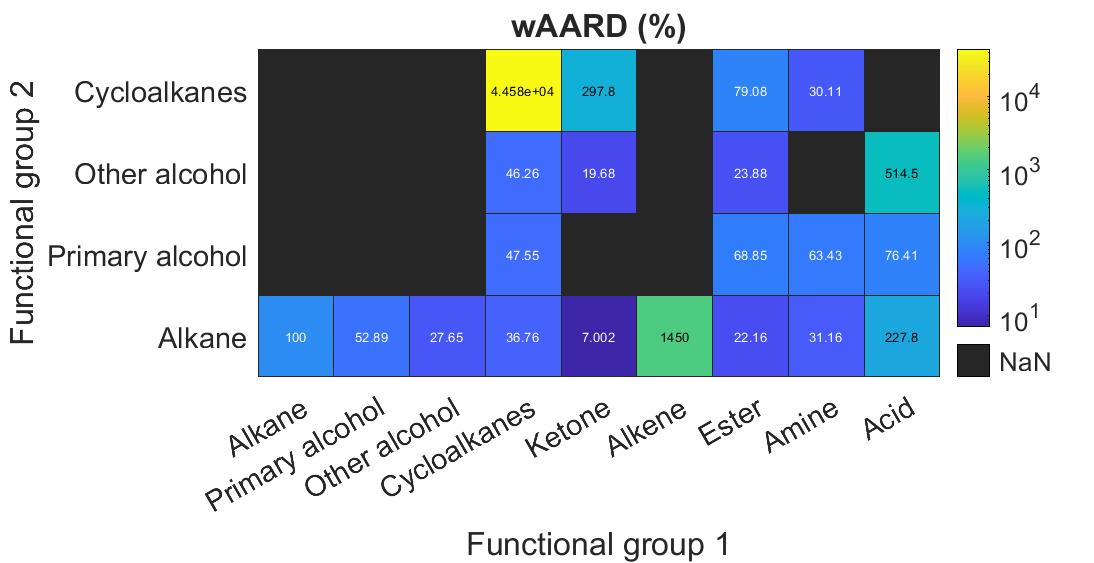 wAARD (%)
Functional group 2
Cycloalkanes 4.458e+04 297.8 79.08 30.11
Other alcohol 46.26 19.68 23.88 514.5
Primary alcohol 47.55 68.85 63.43 76.41
Alkane 100 52.89 27.65 36.76 7.002 1450 22.16 31.16 227.8
Alkane Primary alcohol Other alcohol Cycloalkanes Ketone Alkene Ester Amine Acid
Functional group 1
10^4
10^3
10^2
10^1
NaN